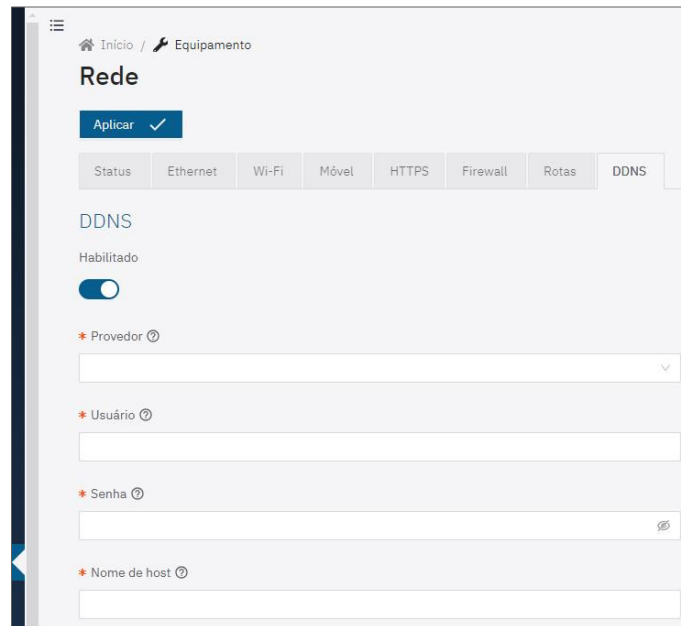 Início / Equipamento
Rede
Aplicar
Status Ethernet Wi-Fi Móvel HTTPS Firewall Rotas DDNS
DDNS
Habilitado
* Provedor
* Usuário
* Senha
* Nome de host